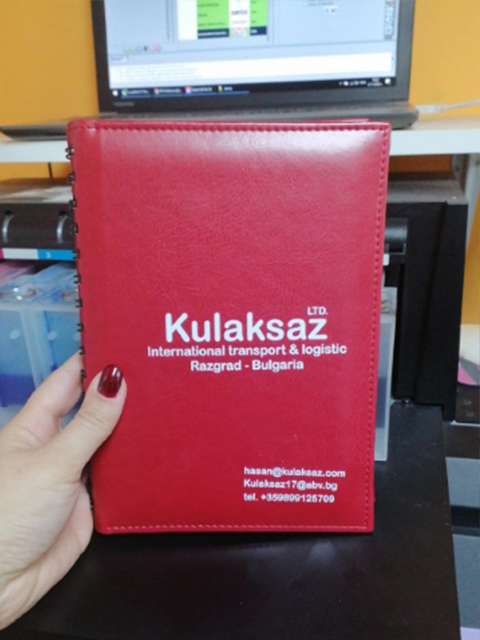 LTD.
Kulaksaz
International transport & logistic
Razgrad - Bulgaria
hasan@kulaksaz.com
Kulaksaz17@abv.bg
tel. +359899125709